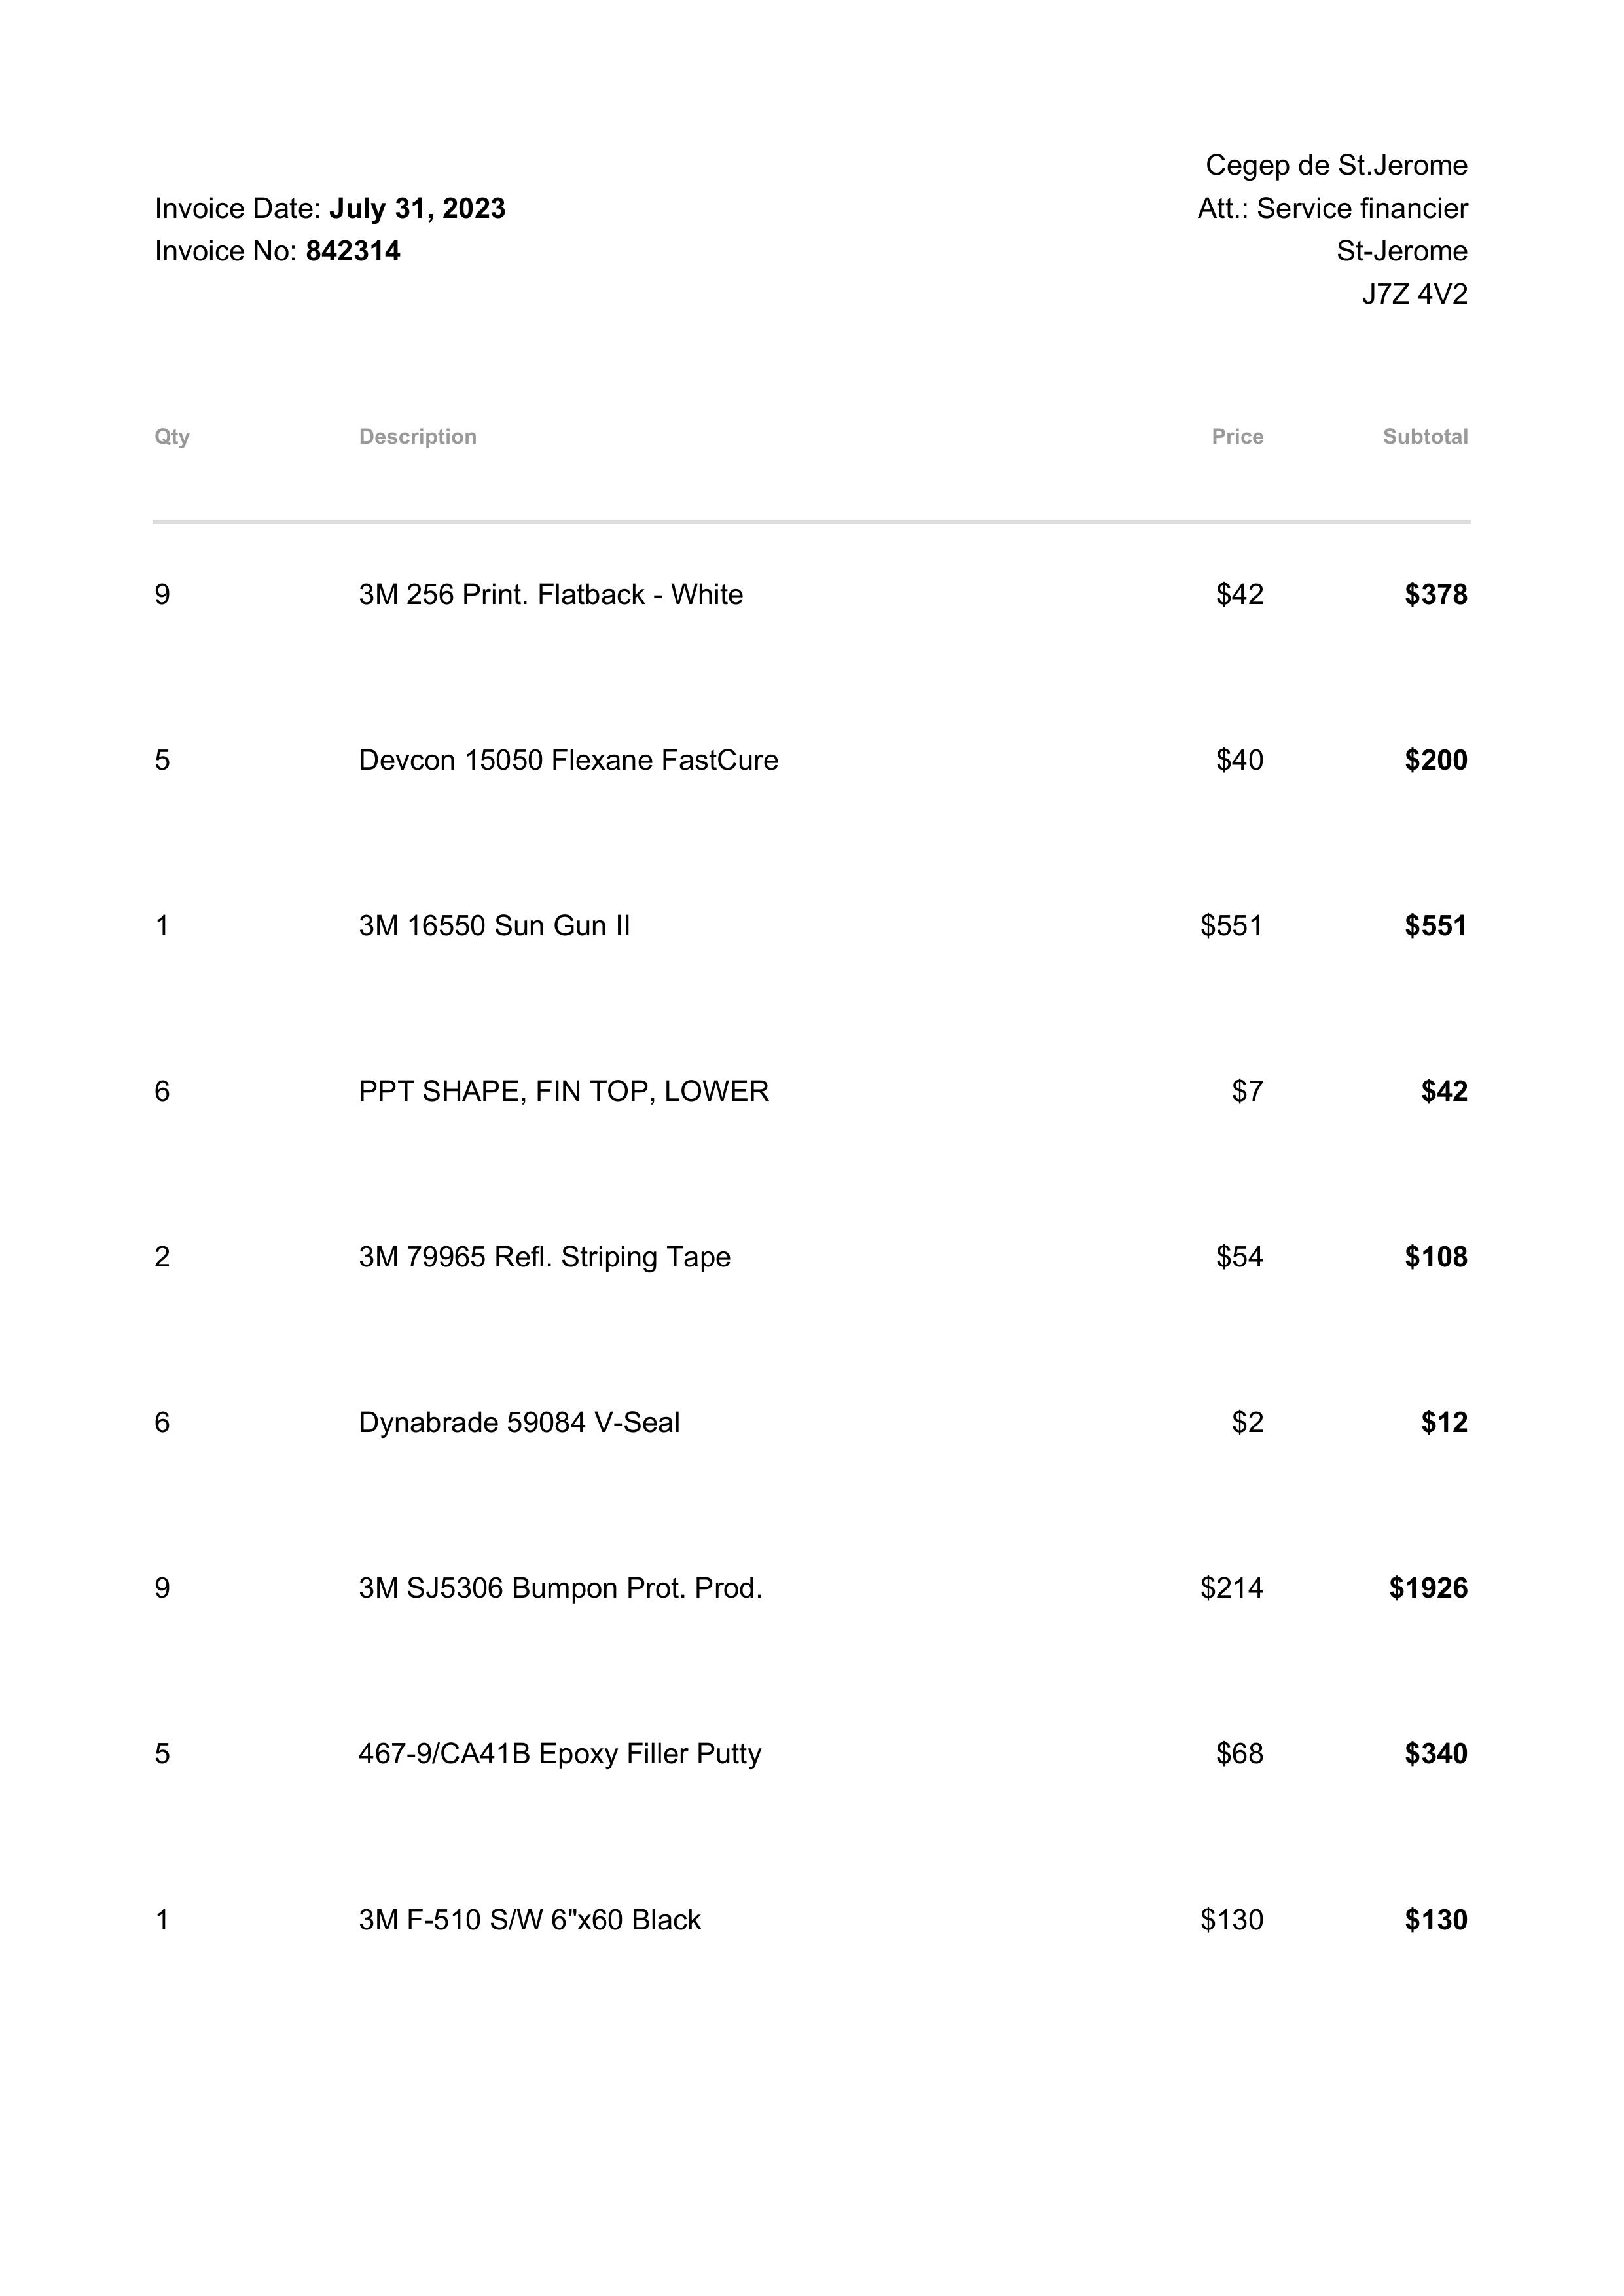 Cegep de St.Jerome
Invoice Date: July 31, 2023 Att.: Service financier
Invoice No: 842314 St-Jerome
J7Z 4V2
Qty Description Price Subtotal
9 3M 256 Print. Flatback - White $42 $378
5 Devcon 15050 Flexane FastCure $40 $200
1 3M 16550 Sun Gun II $551 $551
6 PPT SHAPE, FIN TOP, LOWER $7 $42
2 3M 79965 Refl. Striping Tape $54 $108
6 Dynabrade 59084 V-Seal $2 $12
9 3M SJ5306 Bumpon Prot. Prod. $214 $1926
5 467-9/CA41B Epoxy Filler Putty $68 $340
1 3M F-510 S/W 6"x60 Black $130 $130